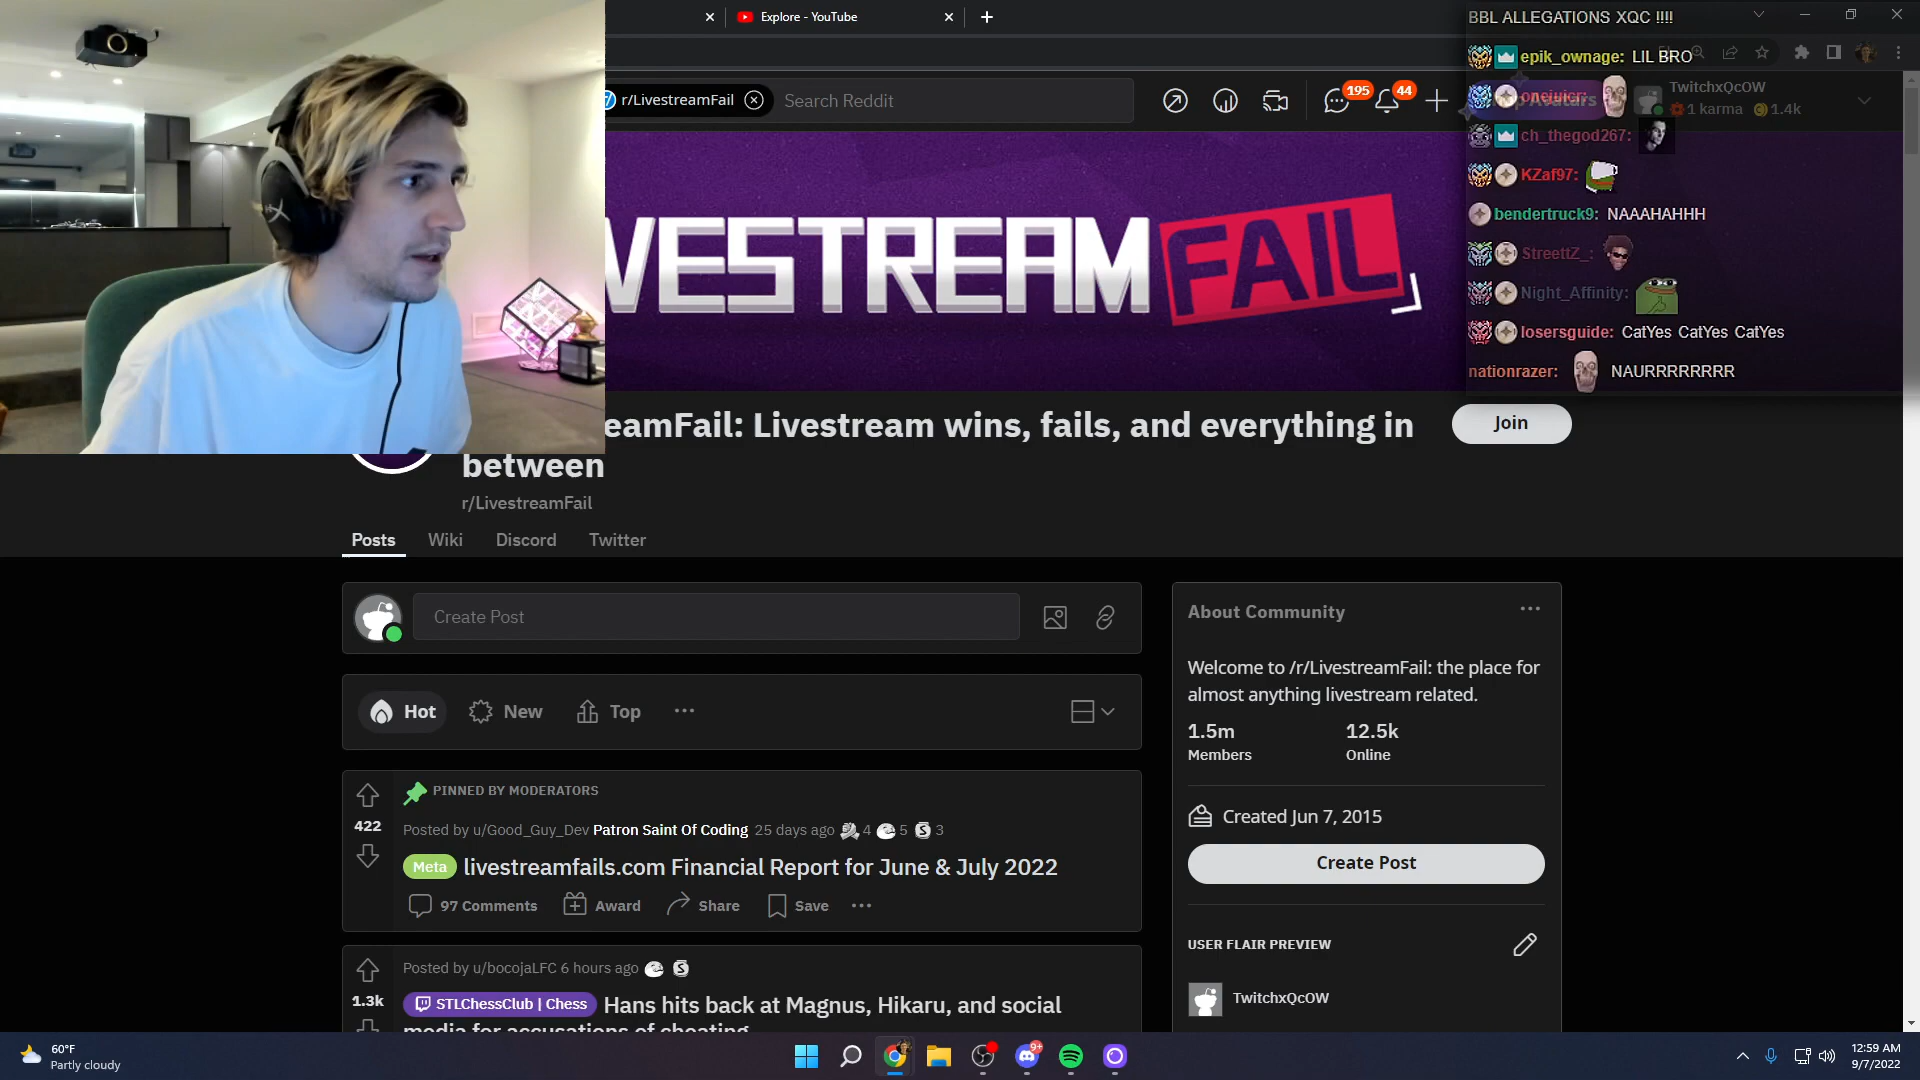 Explore - YouTube
BBL ALLEGATIONS XQC !!!!
epik_ownage: LIL BRO
r/LivestreamFail
Search Reddit
195
44
TwitchxQcOW
1 karma 1.4k
ch_thegod267:
KZaf97:
bendertruck9: NAAAHAHHH
StreettZ_:
Night_Affinity:
losersguide: CatYes CatYes CatYes
nationrazer: NAURRRRRRRR
VESTREAM
FAIL
eamFail: Livestream wins, fails, and everything in
between
Join
r/LivestreamFail
Posts
Wiki
Discord
Twitter
Create Post
Hot
New
Top
PINNED BY MODERATORS
422
Posted by u/Good_Guy_Dev Patron Saint Of Coding 25 days ago 4 5 3
Meta livestreamfails.com Financial Report for June & July 2022
97 Comments
Award
Share
Save
Posted by u/bocojaLFC 6 hours ago
1.3k
STLChessClub | Chess Hans hits back at Magnus, Hikaru, and social
media for accusations of cheating
About Community
Welcome to /r/LivestreamFail: the place for
almost anything livestream related.
1.5m
Members
12.5k
Online
Created Jun 7, 2015
Create Post
USER FLAIR PREVIEW
TwitchxQcOW
60°F
Partly cloudy
9+
12:59 AM
9/7/2022